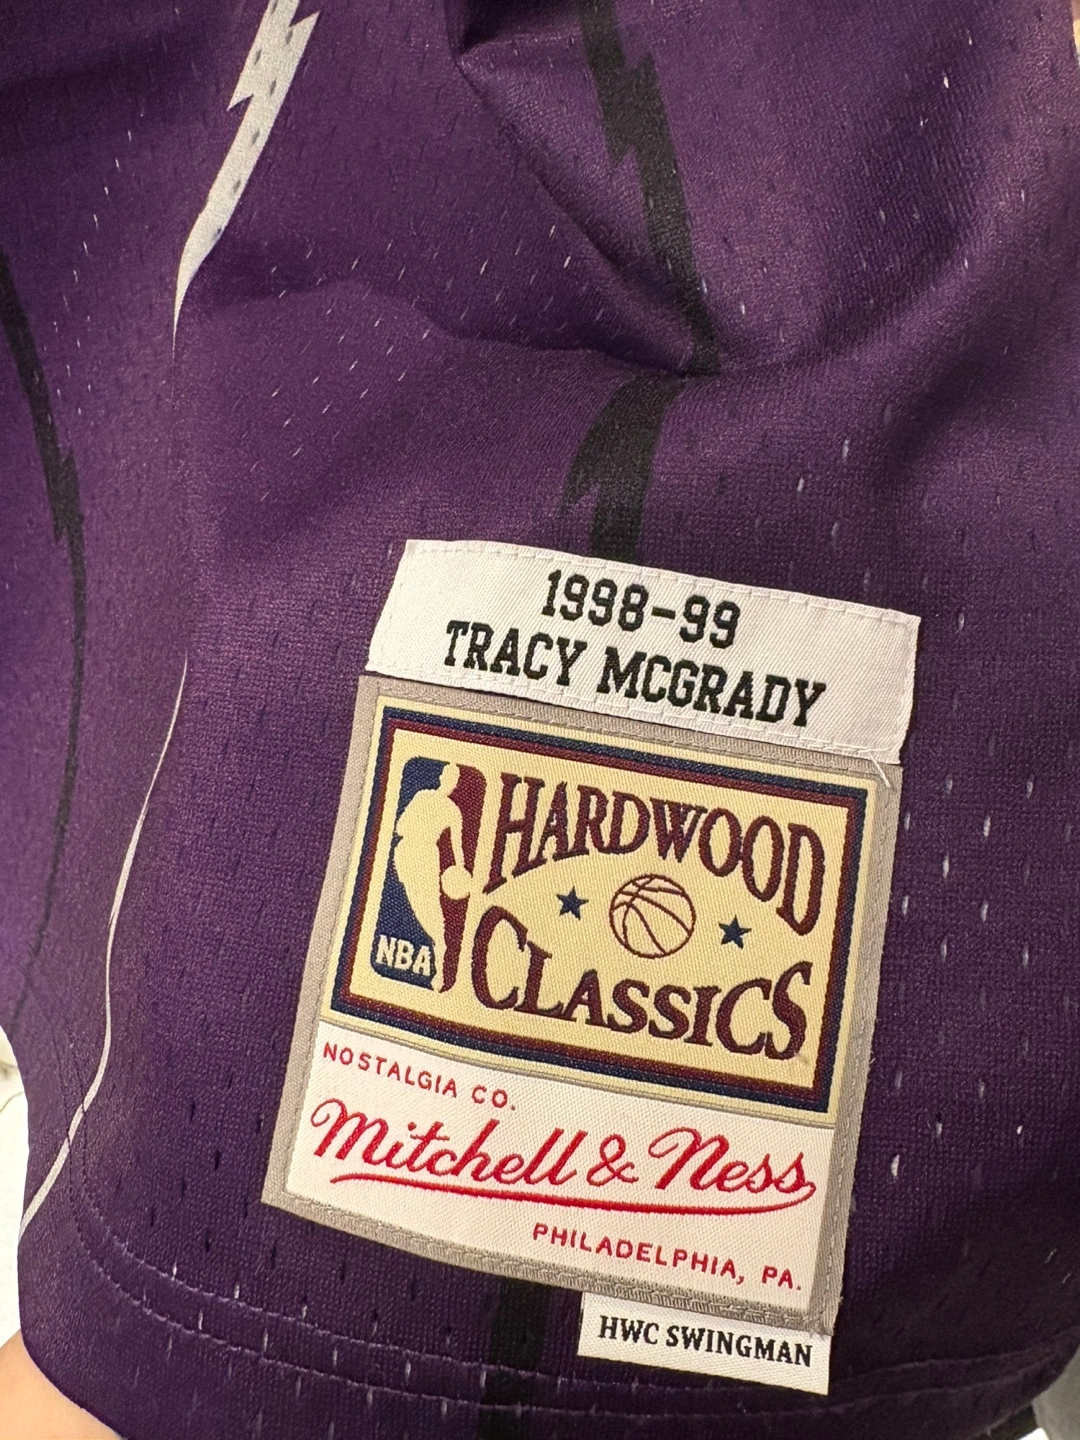 1998-99
TRACY MCGRADY
HARDWOOD
CLASSICS
NBA
NOSTALGIA CO.
Mitchell & Ness
PHILADELPHIA, PA.
HWC SWINGMAN